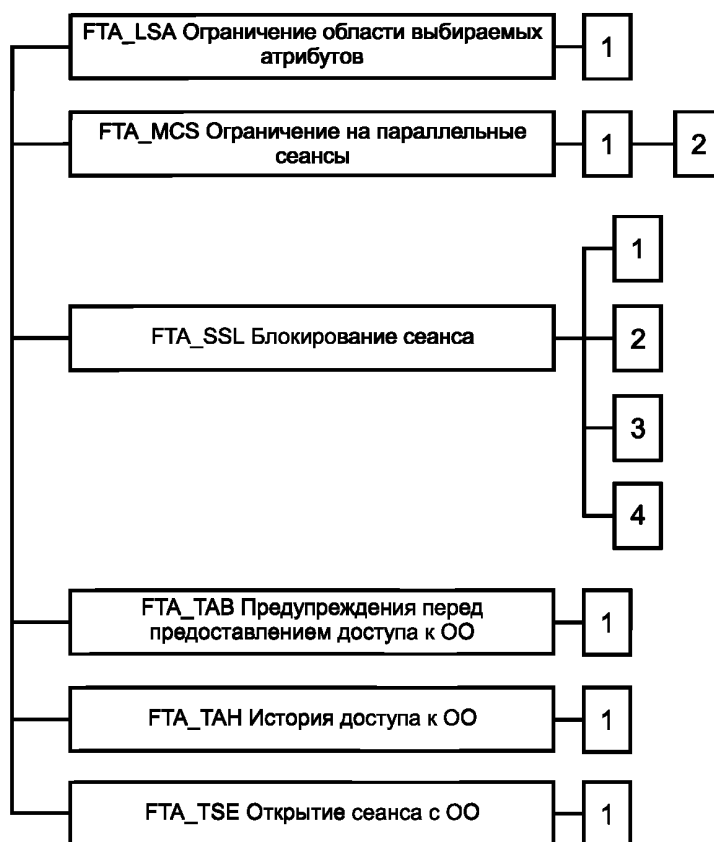 FTA_LSA Ограничение области выбираемых
атрибутов
1
FTA_MCS Ограничение на параллельные
сеансы
1
2
FTA_SSL Блокирование сеанса
1
2
3
4
FTA_TAB Предупреждения перед
предоставлением доступа к ОО
1
FTA_TAH История доступа к ОО
1
FTA_TSE Открытие сеанса с ОО
1